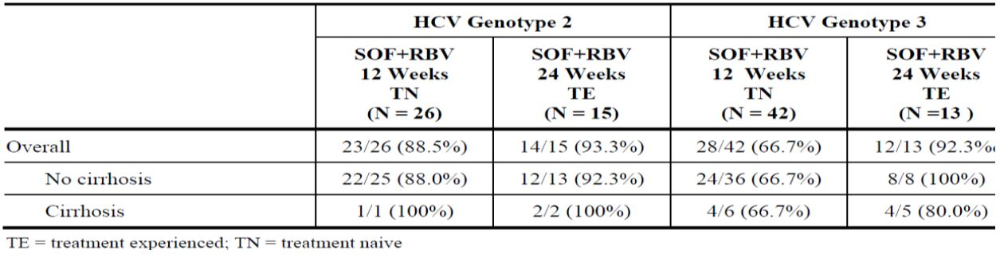 HCV Genotype 2 HCV Genotype 3
SOF+RBV SOF+RBV SOF+RBV SOF+RBV
12 Weeks 24 Weeks 12 Weeks 24 Weeks
TN TE TN TE
(N = 26) (N = 15) (N = 42) (N =13 )
Overall 23/26 (88.5%) 14/15 (93.3%) 28/42 (66.7%) 12/13 (92.3%
No cirrhosis 22/25 (88.0%) 12/13 (92.3%) 24/36 (66.7%) 8/8 (100%)
Cirrhosis 1/1 (100%) 2/2 (100%) 4/6 (66.7%) 4/5 (80.0%)
TE = treatment experienced; TN = treatment naive